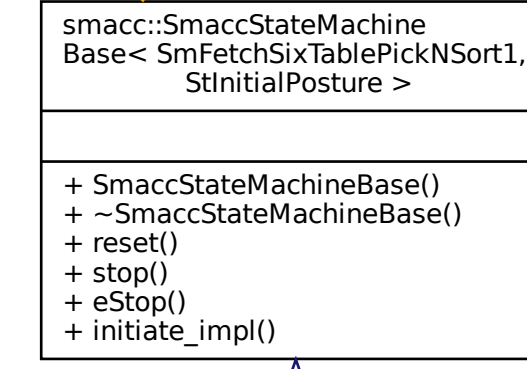 smacc::SmaccStateMachine
Base< SmFetchSixTablePickNSort1,
StInitialPosture >
+ SmaccStateMachineBase()
+ ~SmaccStateMachineBase()
+ reset()
+ stop()
+ eStop()
+ initiate_impl()